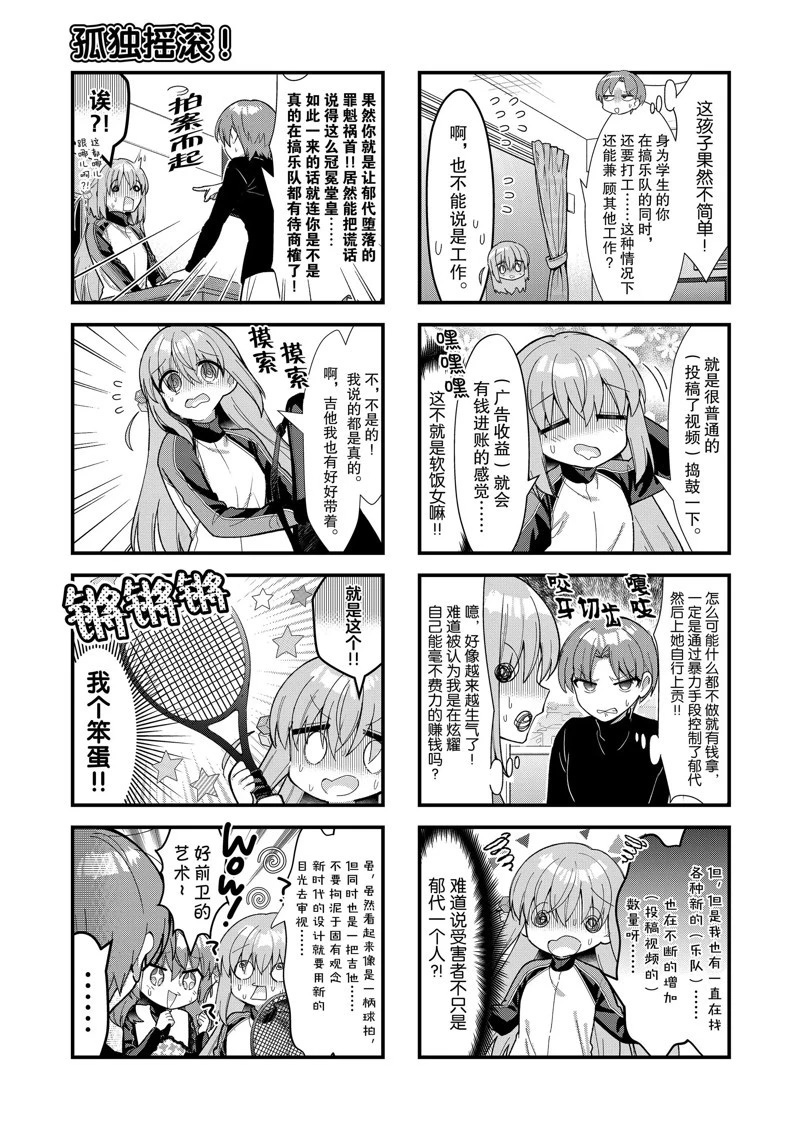 孤独摇滚！
这孩子果然不简单！
身为学生的你
在搞乐队的同时，
还要打工……这种情况下
还能兼 顾其他工作？
啊，也不能说是工作。
就是很普通的
（投稿了视频）捣鼓一下。
（广告收益）就会
有钱进账的感觉……
嘿嘿嘿
这不就是软饭女嘛!!
怎么可能什么都不做就有钱拿，
一定是通过暴力手段控制了郁代
然后上她自行上贡!!
嘎吱
咬牙切齿
噫，好像越来越生气了！
难道被认为我是在炫耀
自己能毫不费力的赚钱吗？
但，但是我也有一直在找
各种新的（乐队）……
也在不断的增加
（投稿视频的）
数量呀……
难道说受害者不只是
郁代一个人?!
果然你就是让郁代堕落的
罪魁祸首!!居然能把谎话
说得这么冠冕堂皇……
如此一来的话就连你是不是
真的在搞乐队都有待商榷了！
拍案而起
诶?!
这都哪儿
跟哪儿啊?!
不，不是的！
我说的都是真的。
啊，吉他我也有好好带着。
摸索
摸索
就是这个!!
锵锵锵
我个笨蛋!!
虽，虽然看起来像是一柄球拍，
但同时也是一把吉他……
不要拘泥于固有观念
新时代的设计就要用新的
目光去审视……
WOW!
好前卫的
艺术~
……